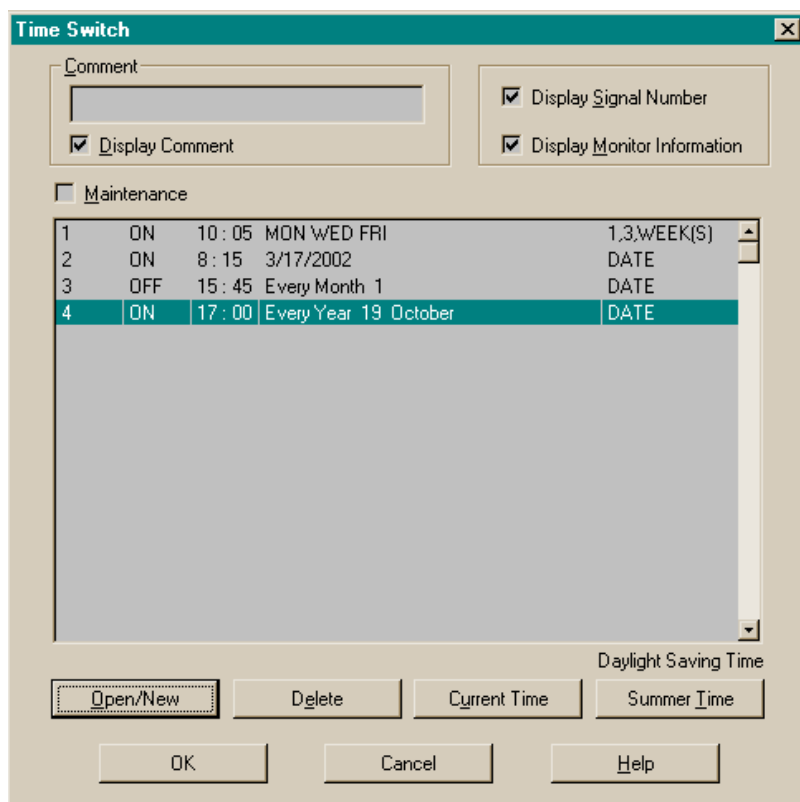 Time Switch
Comment
Display Comment
Display Signal Number
Display Monitor Information
Maintenance
1 ON 10 : 05 MON WED FRI 1,3,WEEK(S)
2 ON 8 : 15 3/17/2002 DATE
3 OFF 15 : 45 Every Month 1 DATE
4 ON 17 : 00 Every Year 19 October DATE
Daylight Saving Time
Open/New Delete Current Time Summer Time
OK Cancel Help